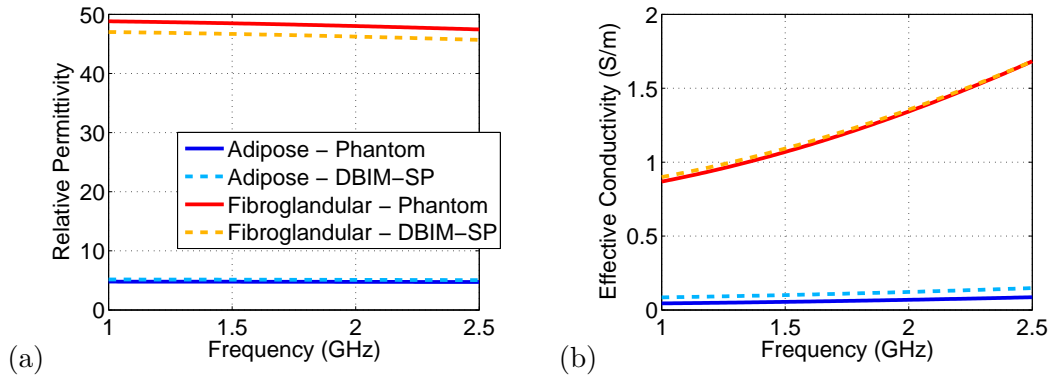 50
40
30
20
10
0
Relative Permittivity
Adipose – Phantom
Adipose – DBIM–SP
Fibroglandular – Phantom
Fibroglandular – DBIM–SP
1 1.5 2 2.5
Frequency (GHz)
(a)
2
1.5
1
0.5
0
Effective Conductivity (S/m)
1 1.5 2 2.5
Frequency (GHz)
(b)